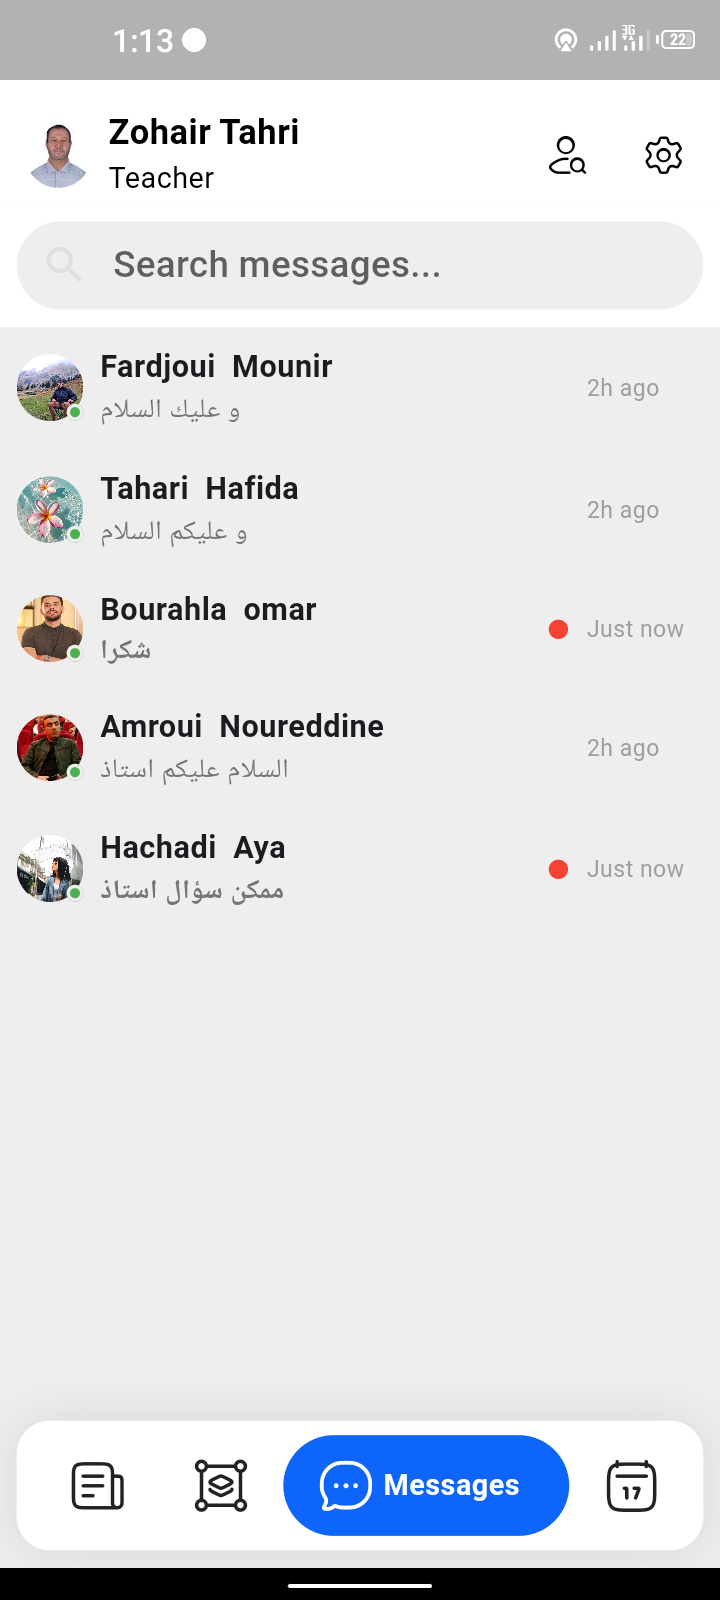 1:13
3G
22
Zohair Tahri
Teacher
Search messages...
Fardjoui  Mounir
و عليك السلام
2h ago
Tahari  Hafida
و عليكم السلام
2h ago
Bourahla  omar
شكرا
Just now
Amroui  Noureddine
السلام عليكم استاذ
2h ago
Hachadi  Aya
ممكن سؤال استاذ
Just now
Messages
17